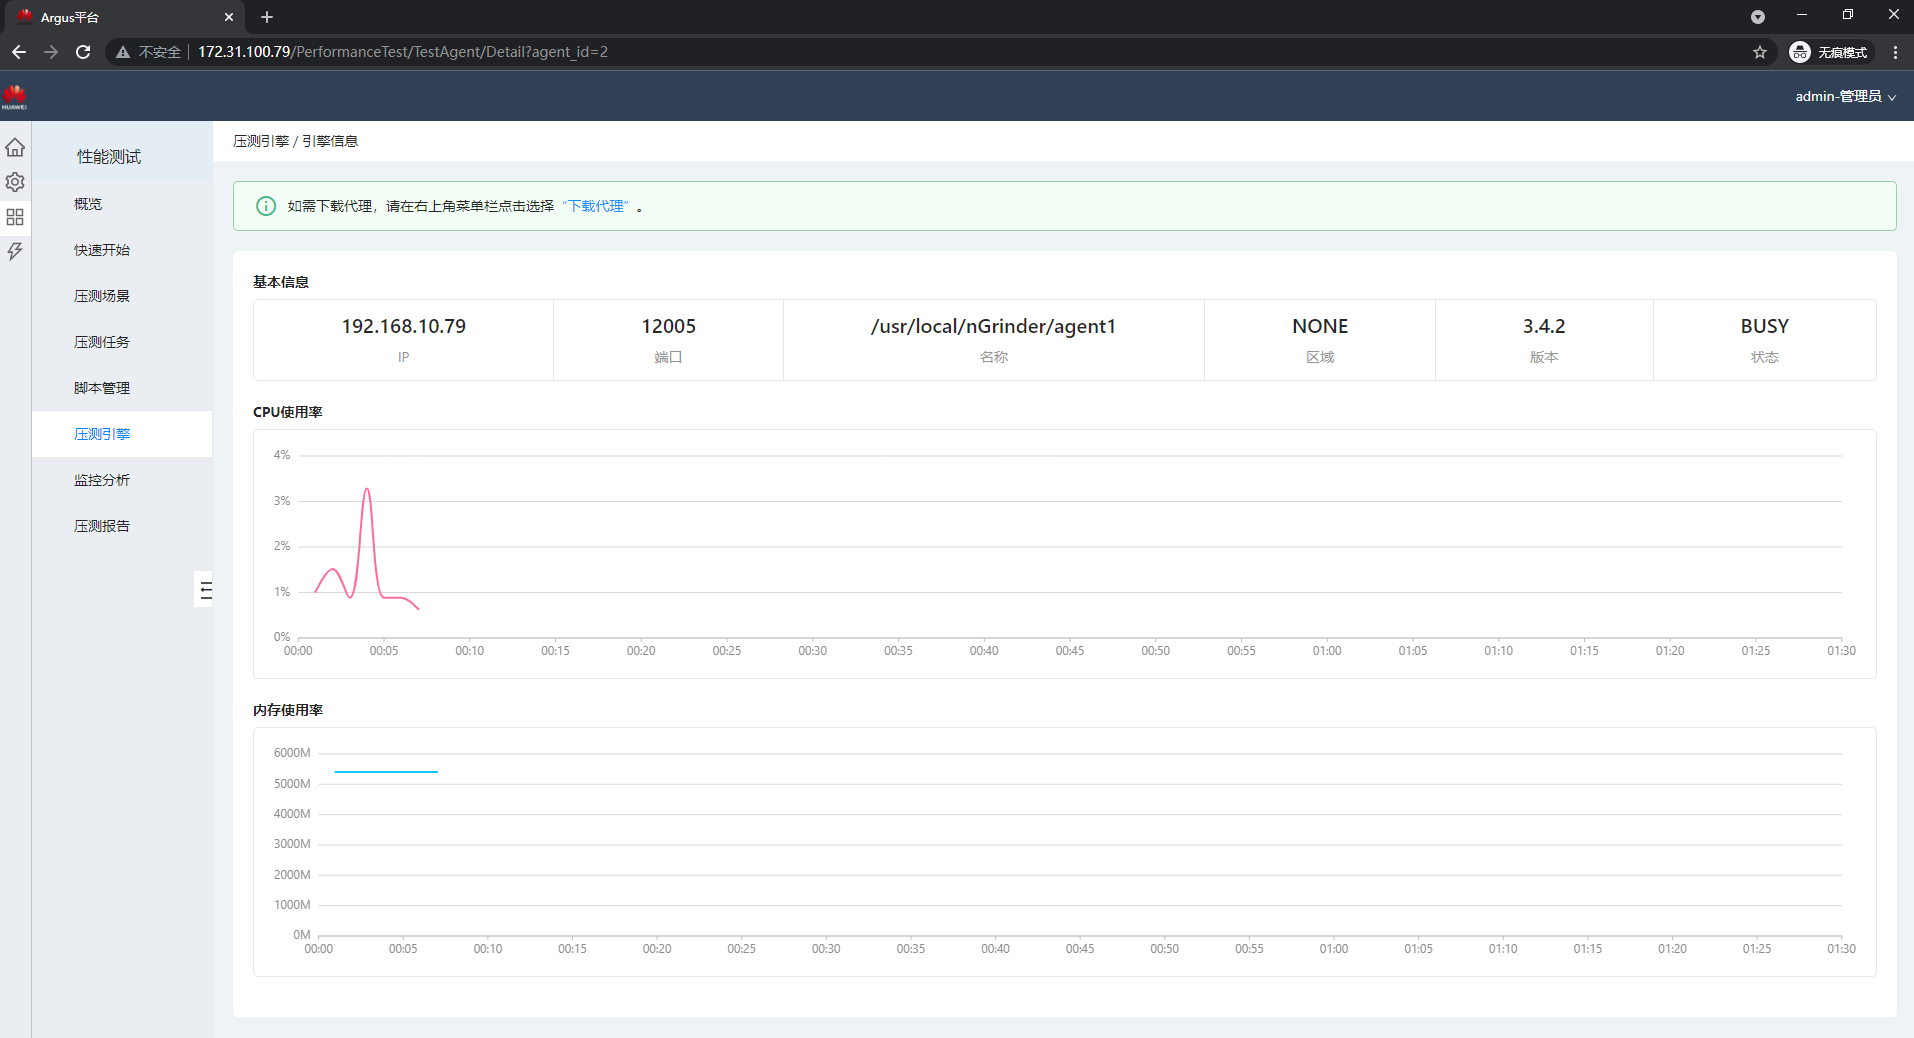 Argus平台
不安全 | 172.31.100.79/PerformanceTest/TestAgent/Detail?agent_id=2
无痕模式
HUAWEI
admin-管理员
性能测试
概览
快速开始
压测场景
压测任务
脚本管理
压测引擎
监控分析
压测报告
压测引擎 / 引擎信息
如需下载代理，请在右上角菜单栏点击选择“下载代理”。
基本信息
192.168.10.79 12005 /usr/local/nGrinder/agent1 NONE 3.4.2 BUSY
IP 端口 名称 区域 版本 状态
CPU使用率
4%
3%
2%
1%
0%
00:00 00:05 00:10 00:15 00:20 00:25 00:30 00:35 00:40 00:45 00:50 00:55 01:00 01:05 01:10 01:15 01:20 01:25 01:30
内存使用率
6000M
5000M
4000M
3000M
2000M
1000M
0M
00:00 00:05 00:10 00:15 00:20 00:25 00:30 00:35 00:40 00:45 00:50 00:55 01:00 01:05 01:10 01:15 01:20 01:25 01:30